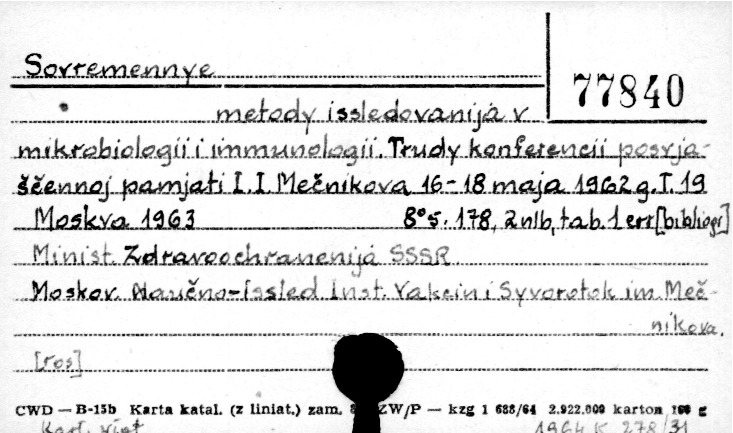 Sovremennye
77840
metody issledovanija v
mikrobiologii i immunologii. Trudy konferencii posvja-
ščennoj pamjati I. I. Mečnikova 16-18 maja 1962 g. T. 19
Moskva 1963 8° s. 178, 2 nlb, tab. 1 err [bibliogr]
Minist. Zdravoochranenija SSSR
Moskov. Naučno-Issled Inst. Vakcin i Syvorotok im. Meč-
nikova.
[ros]
CWD — B-15b Karta katal. (z liniat.) zam. ZW/P — kzg 1 688/64 2.922.000 karton g
1964 K 278/31